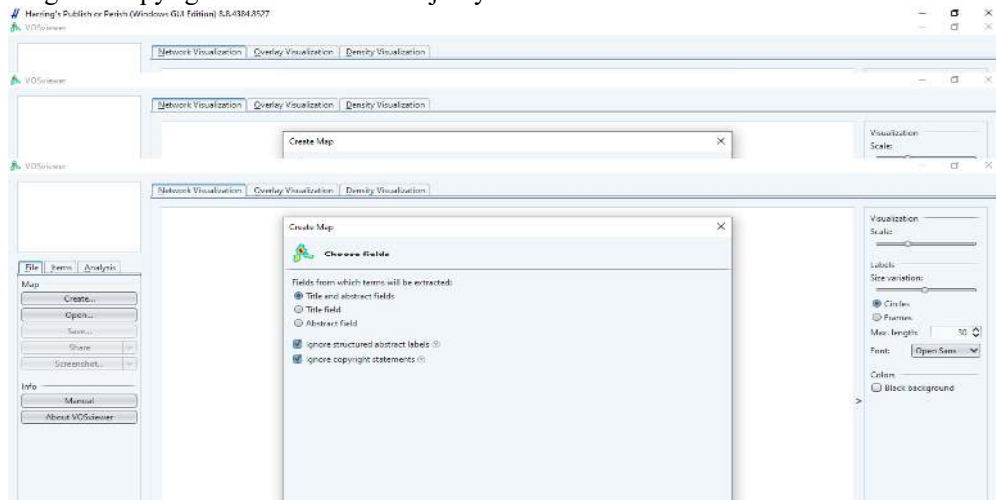 Harzing's Publish or Perish (Windows GUI Edition) 8.8.4384.8527
VOSviewer
Network Visualization Overlay Visualization Density Visualization
VOSviewer
Network Visualization Overlay Visualization Density Visualization
Create Map
Visualization
Scale:
VOSviewer
Network Visualization Overlay Visualization Density Visualization
Create Map
Choose fields
File Items Analysis
Map
Create...
Open...
Save...
Share
Screenshot...
Info
Manual
About VOSviewer
Fields from which terms will be extracted:
Title and abstract fields
Title field
Abstract field
Ignore structured abstract labels
Ignore copyright statements
Visualization
Scale:
Labels
Size variation:
Circles
Frames
Max. length: 30
Font: Open Sans
Colors
Black background
>